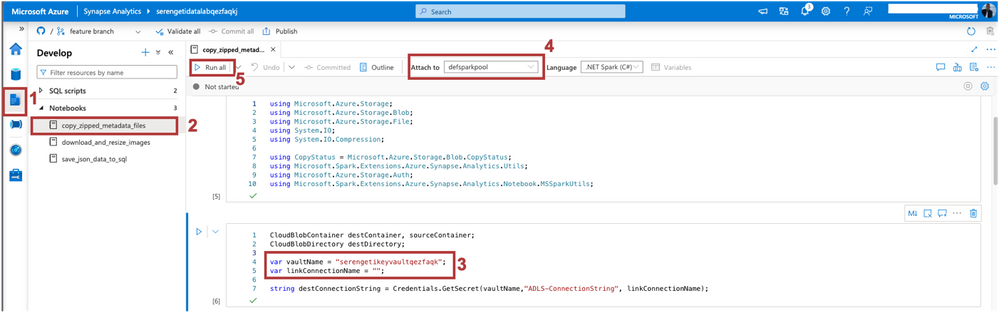 Microsoft Azure | Synapse Analytics ▸ serengetidatalabqezfaqkj
Search
MICROSOFT
feature branch Validate all Commit all Publish
Develop
Filter resources by name
SQL scripts 2
Notebooks 3
copy_zipped_metadata_files
download_and_resize_images
save_json_data_to_sql
1
2
copy_zipped_metad...
Run all Undo Committed Outline Attach to defsparkpool Language .NET Spark (C#) Variables
5
4
Not started
1 using Microsoft.Azure.Storage;
2 using Microsoft.Azure.Storage.Blob;
3 using Microsoft.Azure.Storage.File;
4 using System.IO;
5 using System.IO.Compression;
6
7 using CopyStatus = Microsoft.Azure.Storage.Blob.CopyStatus;
8 using Microsoft.Spark.Extensions.Azure.Synapse.Analytics.Utils;
9 using Microsoft.Azure.Storage.Auth;
10 using Microsoft.Spark.Extensions.Azure.Synapse.Analytics.Notebook.MSSparkUtils;
[5]
M↓
1 CloudBlobContainer destContainer, sourceContainer;
2 CloudBlobDirectory destDirectory;
3
4 var vaultName = "serengetikeyvaultqezfaqk";
5 var linkConnectionName = "";
3
6
7 string destConnectionString = Credentials.GetSecret(vaultName,"ADLS-ConnectionString", linkConnectionName);
[6]